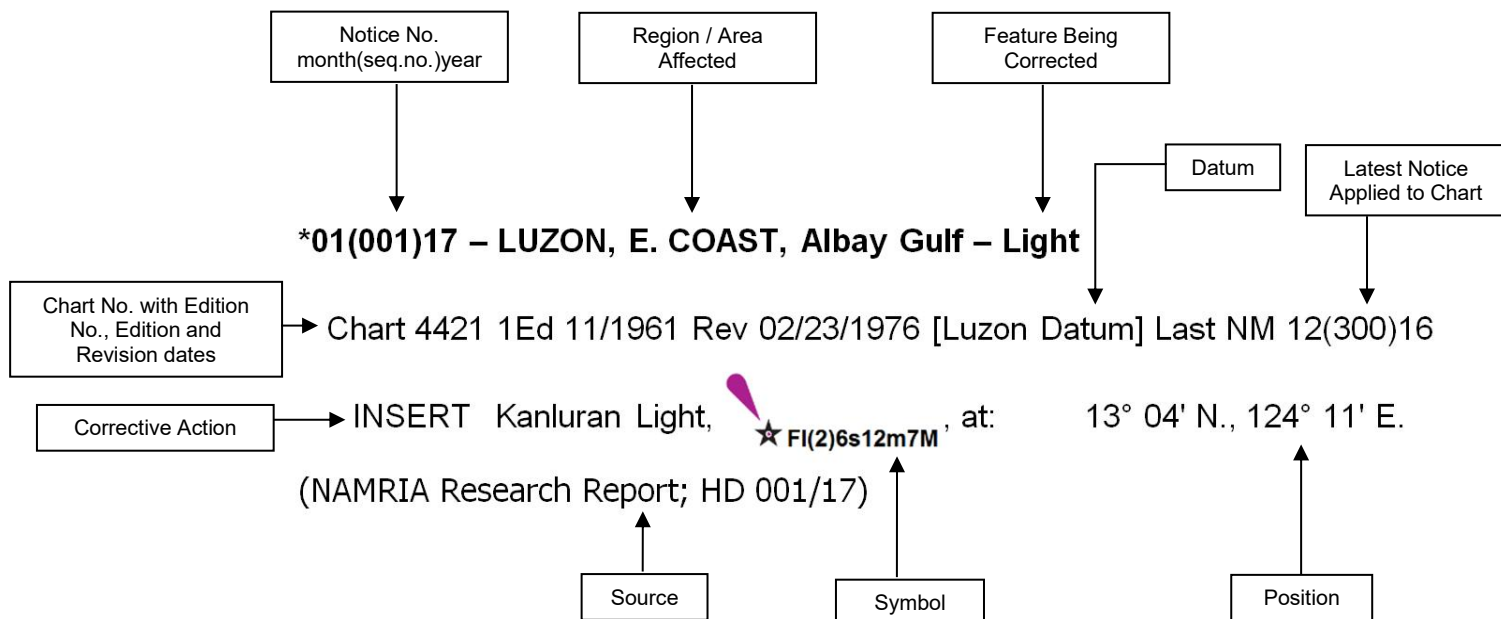 Notice No.
month(seq.no.)year
Region / Area
Affected
Feature Being
Corrected
Datum
Latest Notice
Applied to Chart
*01(001)17 – LUZON, E. COAST, Albay Gulf – Light
Chart No. with Edition
No., Edition and
Revision dates
Chart 4421 1Ed 11/1961 Rev 02/23/1976 [Luzon Datum] Last NM 12(300)16
Corrective Action
INSERT Kanluran Light, Fl(2)6s12m7M , at: 13° 04' N., 124° 11' E.
(NAMRIA Research Report; HD 001/17)
Source
Symbol
Position